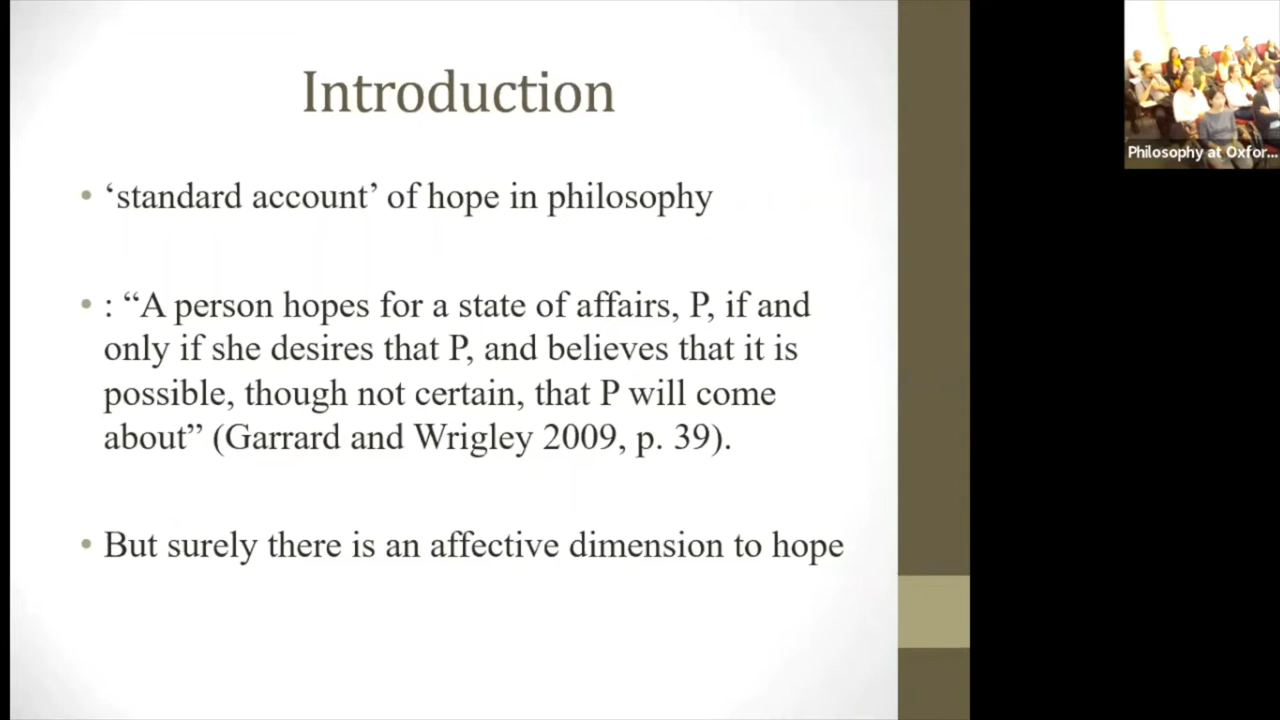 Introduction
• ‘standard account’ of hope in philosophy
• : “A person hopes for a state of affairs, P, if and
only if she desires that P, and believes that it is
possible, though not certain, that P will come
about” (Garrard and Wrigley 2009, p. 39).
• But surely there is an affective dimension to hope
Philosophy at Oxfor...